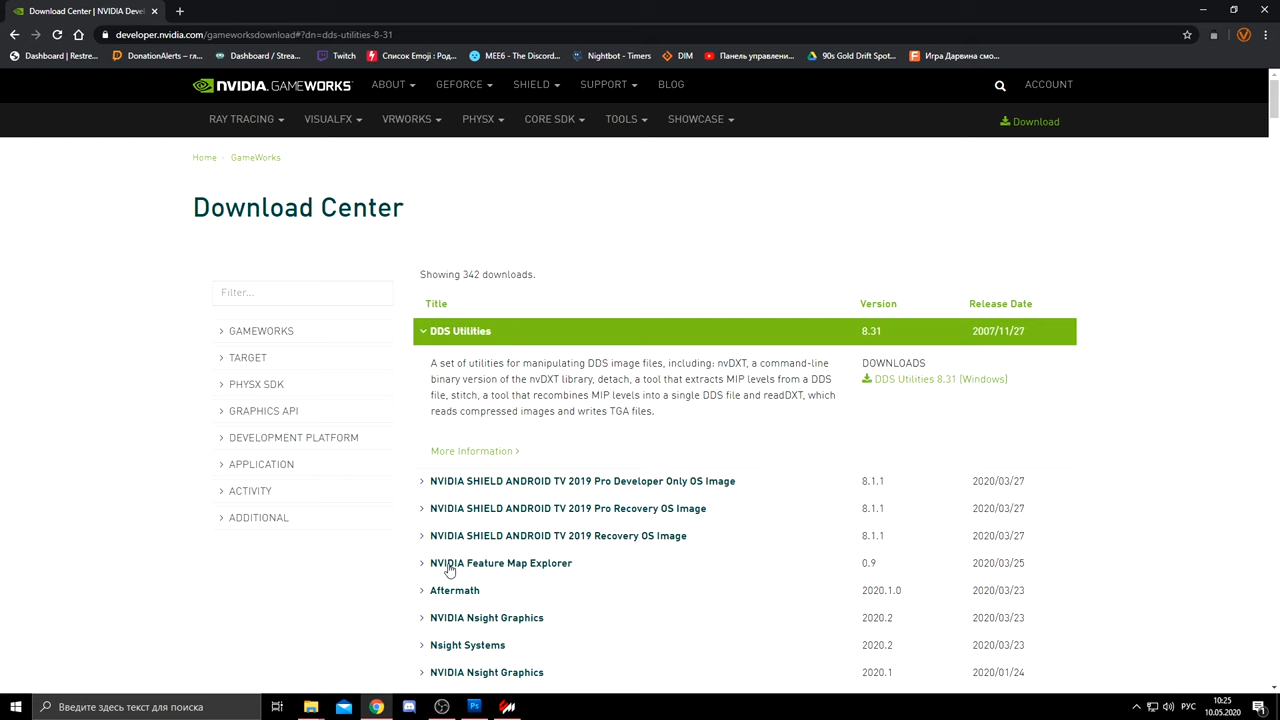 Download Center | NVIDIA Devel
developer.nvidia.com/gameworksdownload#?dn=dds-utilities-8-31
Dashboard | Restre...
DonationAlerts – г...
Dashboard / Strea...
Twitch
Список Emoji : Род...
MEE6 - The Discord...
Nightbot - Timers
DIM
Панель управлени...
90s Gold Drift Spot...
Игра Дарвина смо...
NVIDIA. GAMEWORKS
ABOUT
GEFORCE
SHIELD
SUPPORT
BLOG
ACCOUNT
RAY TRACING
VISUALFX
VRWORKS
PHYSX
CORE SDK
TOOLS
SHOWCASE
Download
Home
GameWorks
Download Center
Showing 342 downloads.
Filter...
Title
Version
Release Date
GAMEWORKS
TARGET
PHYSX SDK
GRAPHICS API
DEVELOPMENT PLATFORM
APPLICATION
ACTIVITY
ADDITIONAL
DDS Utilities
8.31
2007/11/27
A set of utilities for manipulating DDS image files, including: nvDXT, a command-line
binary version of the nvDXT library, detach, a tool that extracts MIP levels from a DDS
file, stitch, a tool that recombines MIP levels into a single DDS file and readDXT, which
reads compressed images and writes TGA files.
DOWNLOADS
DDS Utilities 8.31 [Windows]
More Information >
NVIDIA SHIELD ANDROID TV 2019 Pro Developer Only OS Image 8.1.1 2020/03/27
NVIDIA SHIELD ANDROID TV 2019 Pro Recovery OS Image 8.1.1 2020/03/27
NVIDIA SHIELD ANDROID TV 2019 Recovery OS Image 8.1.1 2020/03/27
NVIDIA Feature Map Explorer 0.9 2020/03/25
Aftermath 2020.1.0 2020/03/23
NVIDIA Nsight Graphics 2020.2 2020/03/23
Nsight Systems 2020.2 2020/03/23
NVIDIA Nsight Graphics 2020.1 2020/01/24
Введите здесь текст для поиска
Ps
РУС
10:25
10.05.2020